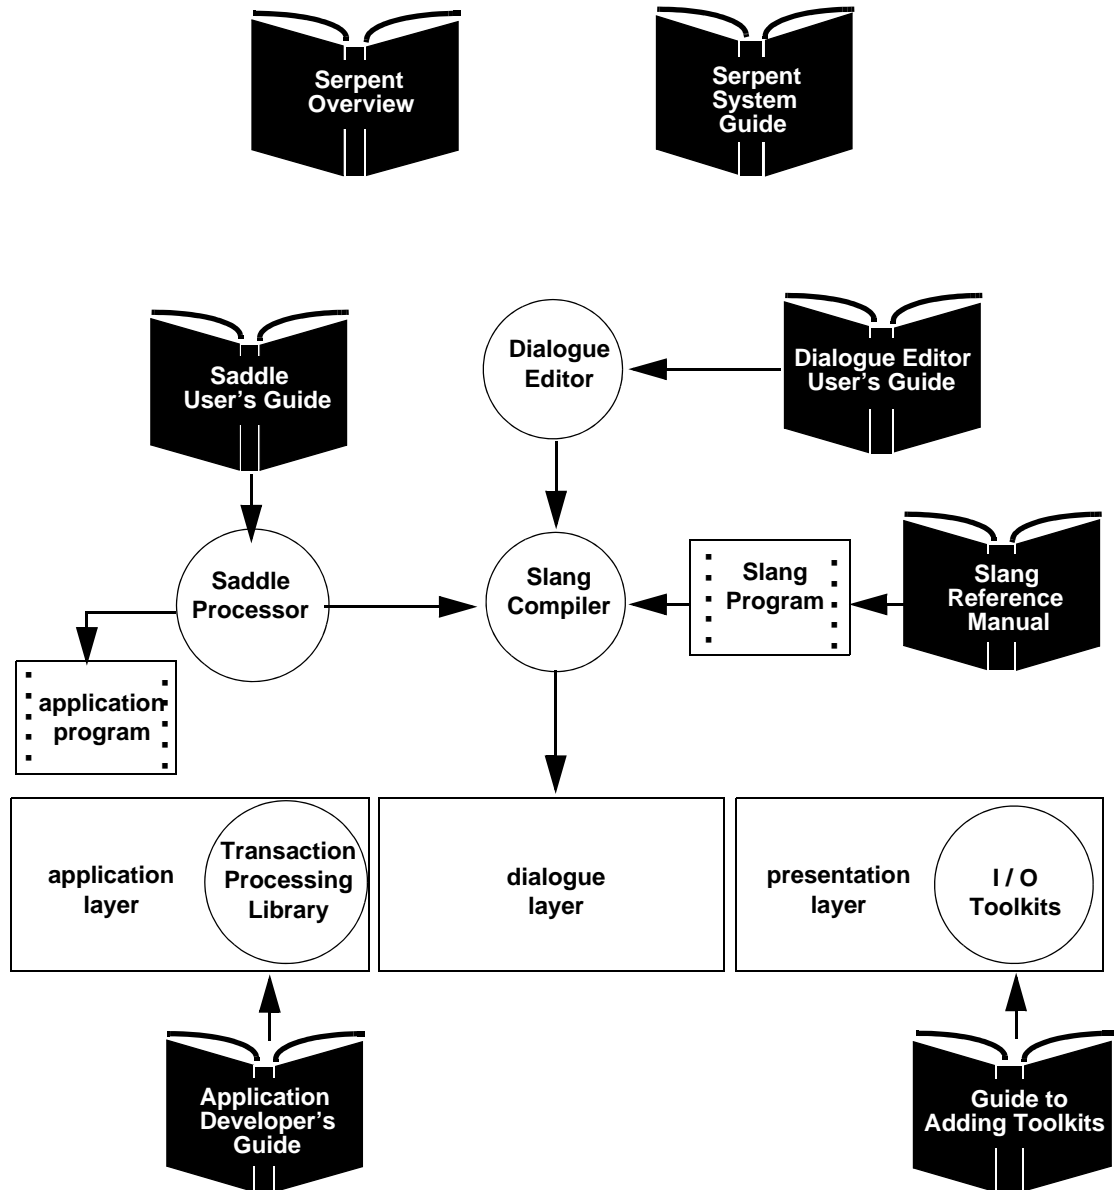 Serpent
Overview
Serpent
System
Guide
Saddle
User's Guide
Dialogue
Editor
Dialogue Editor
User's Guide
Saddle
Processor
Slang
Compiler
Slang
Program
Slang
Reference
Manual
application
program
application
layer
Transaction
Processing
Library
dialogue
layer
presentation
layer
I / O
Toolkits
Application
Developer's
Guide
Guide to
Adding Toolkits